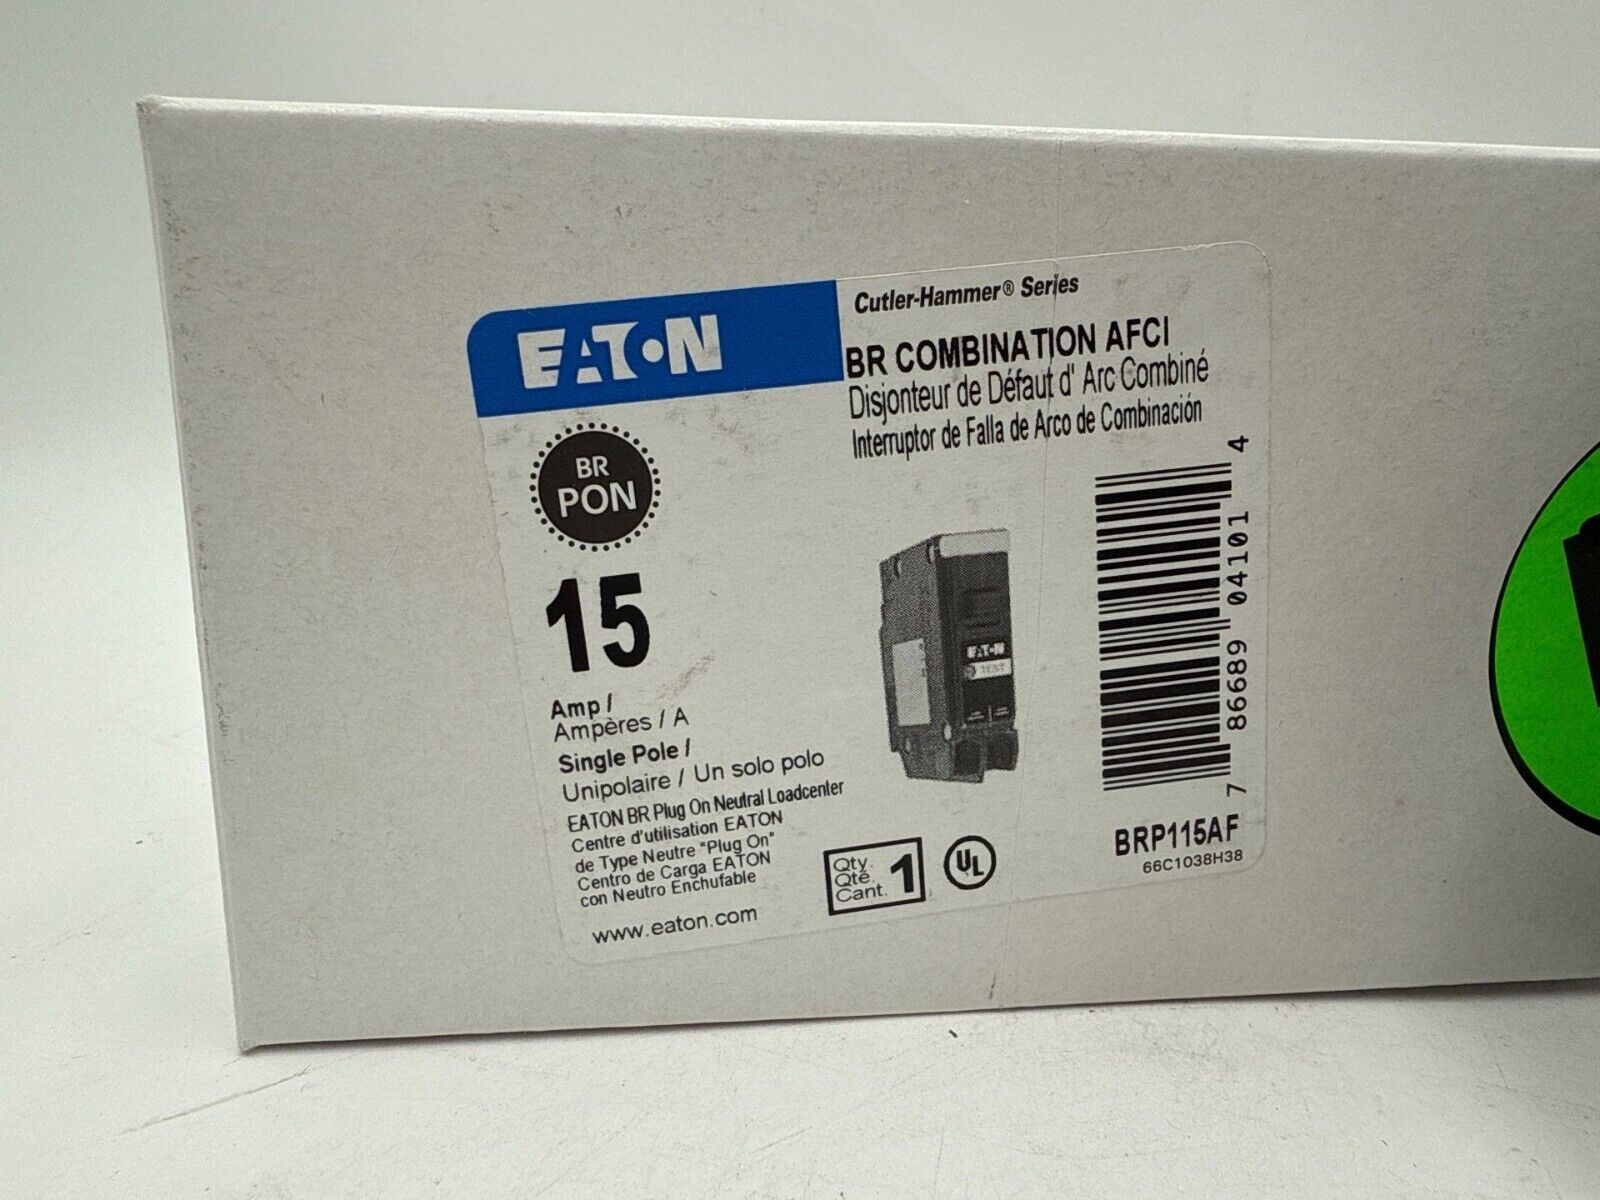 EATON
Cutler-Hammer® Series
BR COMBINATION AFCI
Disjonteur de Défaut d' Arc Combiné
Interruptor de Falla de Arco de Combinación
BR
PON
15
Amp /
Ampères / A
Single Pole /
Unipolaire / Un solo polo
EATON BR Plug On Neutral Loadcenter
Centre d'utilisation EATON
de Type Neutre "Plug On"
Centro de Carga EATON
con Neutro Enchufable
www.eaton.com
EATON
TEST
Qty.
Qté.
Cant.
1
UL
7 86689 04101 4
BRP115AF
66C1038H38